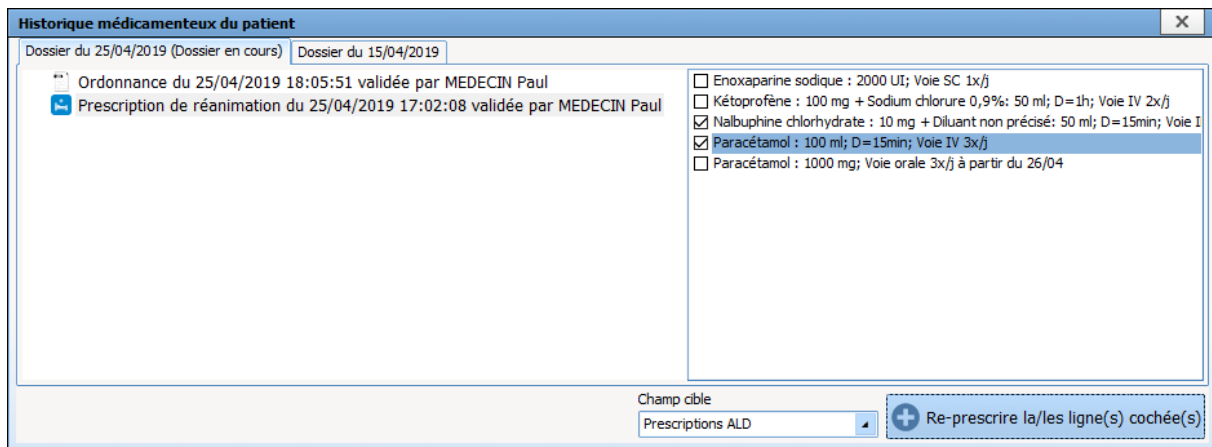 Historique médicamenteux du patient
Dossier du 25/04/2019 (Dossier en cours) Dossier du 15/04/2019
Ordonnance du 25/04/2019 18:05:51 validée par MEDECIN Paul
Prescription de réanimation du 25/04/2019 17:02:08 validée par MEDECIN Paul
Enoxaparine sodique : 2000 UI; Voie SC 1x/j
Kétoprofène : 100 mg + Sodium chlorure 0,9%: 50 ml; D=1h; Voie IV 2x/j
Nalbuphine chlorhydrate : 10 mg + Diluant non précisé: 50 ml; D=15min; Voie I
Paracétamol : 100 ml; D=15min; Voie IV 3x/j
Paracétamol : 1000 mg; Voie orale 3x/j à partir du 26/04
Champ cible
Prescriptions ALD
Re-prescrire la/les ligne(s) cochée(s)